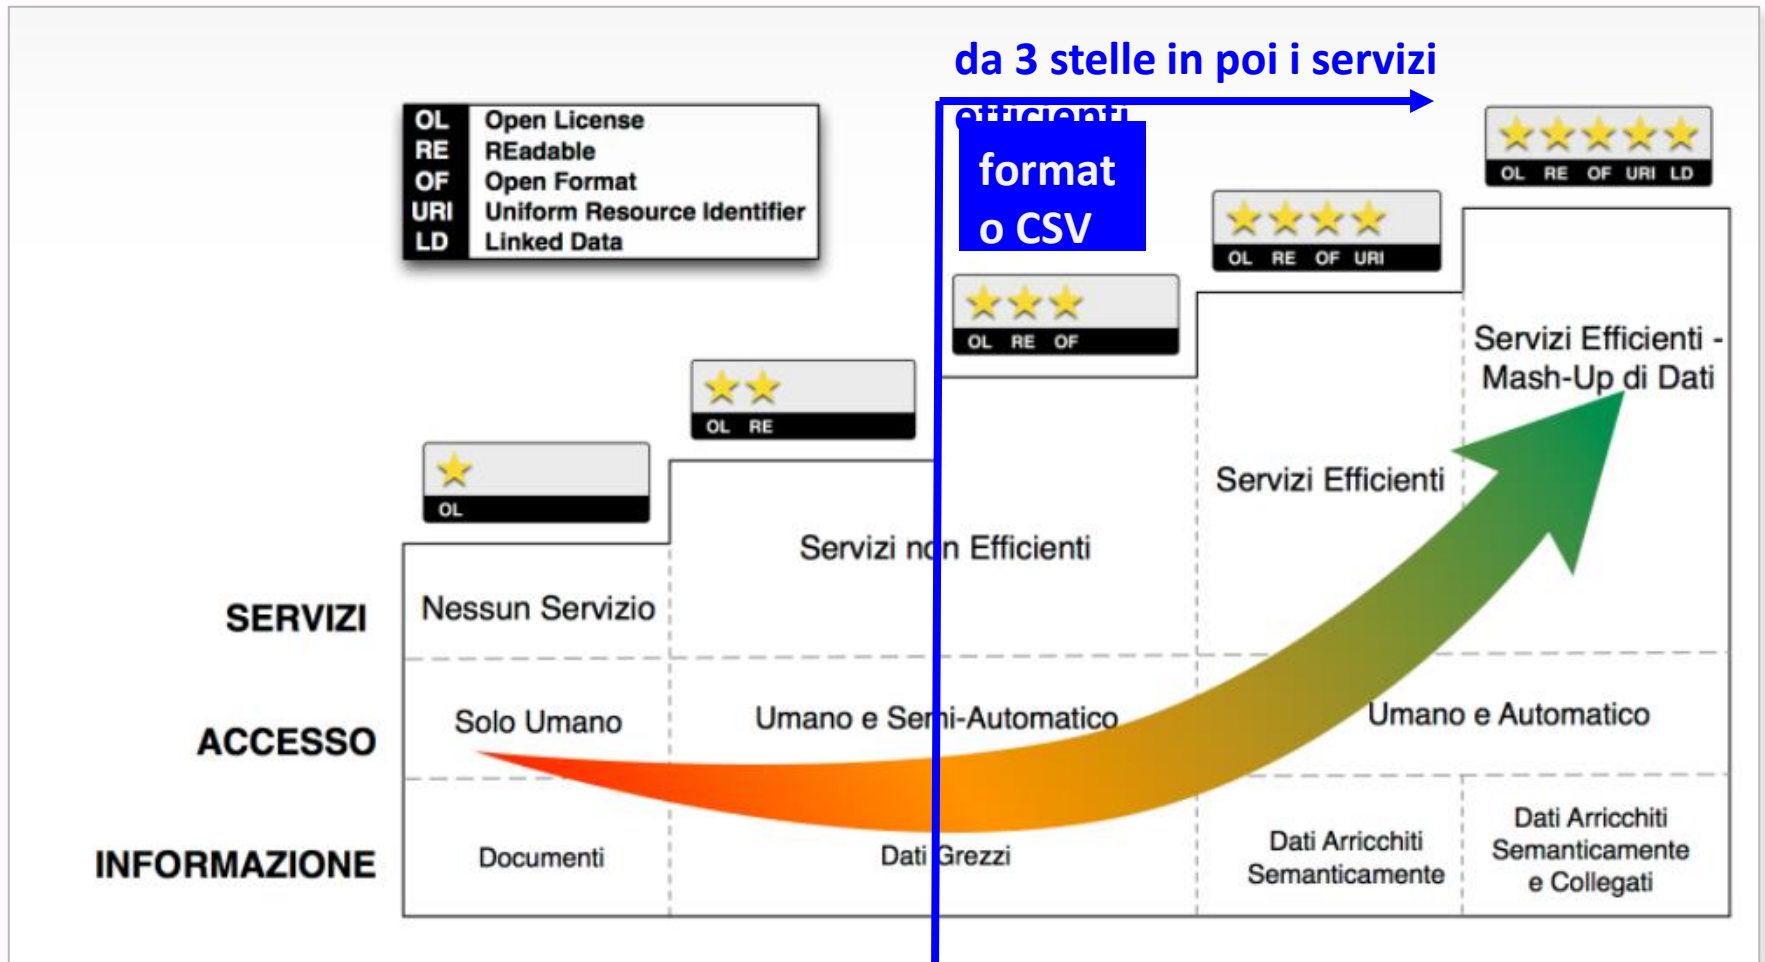 da 3 stelle in poi i servizi
efficienti
format
o CSV
OL Open License
RE REadable
OF Open Format
URI Uniform Resource Identifier
LD Linked Data
OL RE OF URI LD
OL RE OF URI
OL RE OF
OL RE
OL
Servizi Efficienti -
Mash-Up di Dati
Servizi Efficienti
Servizi non Efficienti
Nessun Servizio
SERVIZI
ACCESSO
Solo Umano
Umano e Semi-Automatico
Umano e Automatico
INFORMAZIONE
Documenti
Dati Grezzi
Dati Arricchiti
Semanticamente
Dati Arricchiti
Semanticamente
e Collegati